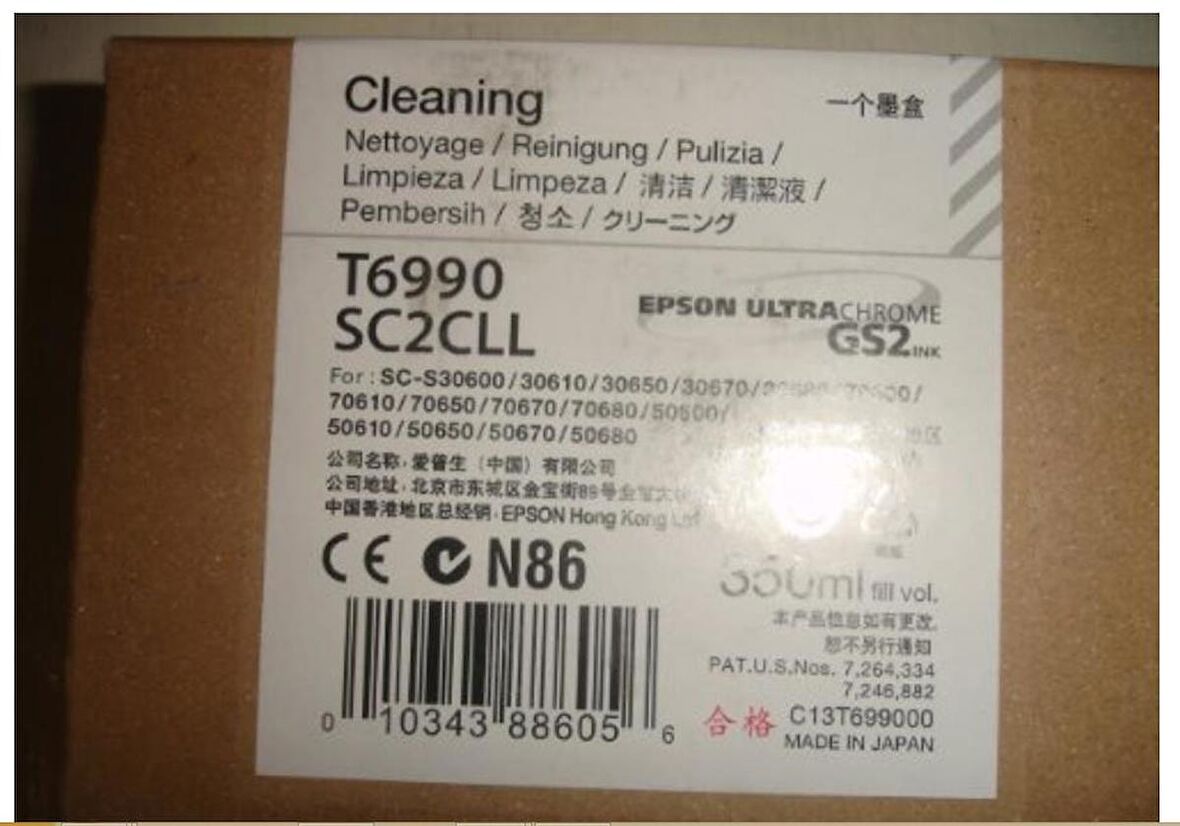 Cleaning
一个墨盒
Nettoyage / Reinigung / Pulizia /
Limpieza / Limpeza / 清洁 / 清潔液 /
Pembersih / 청소 / クリーニング
T6990
SC2CLL
EPSON ULTRACHROME
GS2 INK
For : SC-S30600/30610/30650/30670/
70610/70650/70670/70680/50600/
50610/50650/50670/50680
公司名称: 爱普生 (中国) 有限公司
公司地址: 北京市东城区金宝街89号金宝大
中国香港地区总经销: EPSON Hong Kong Ltd
CE N86
350ml fill vol.
本产品信息如有更改,
恕不另行通知
PAT.U.S.Nos. 7,264,334
7,246,882
0 10343 88605 6
合格 C13T699000
MADE IN JAPAN